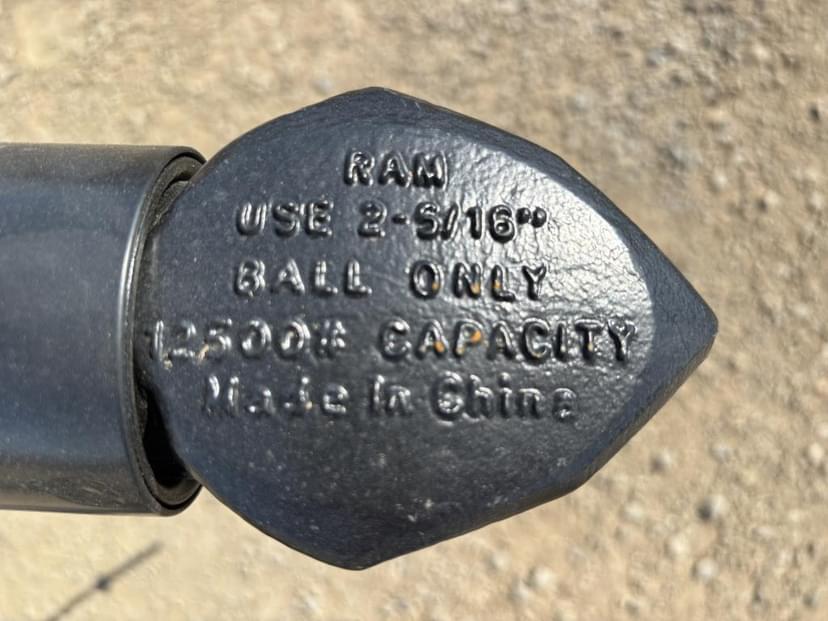 RAM
USE 2-5/16"
BALL ONLY
12500# CAPACITY
Made In China